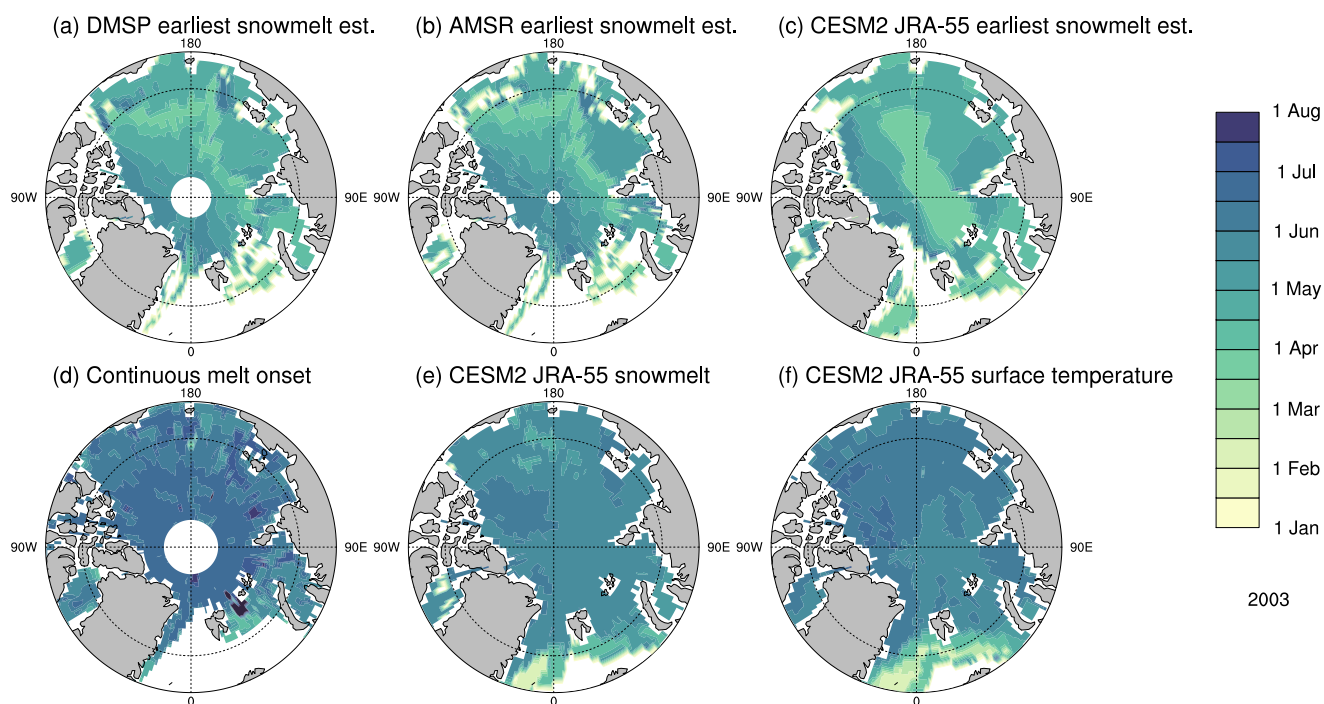 (a) DMSP earliest snowmelt est.
(b) AMSR earliest snowmelt est.
(c) CESM2 JRA-55 earliest snowmelt est.
180
180
180
90W
90E
90W
90E
90W
90E
0
0
0
(d) Continuous melt onset
(e) CESM2 JRA-55 snowmelt
(f) CESM2 JRA-55 surface temperature
180
180
180
90W
90E
90W
90E
90W
90E
0
0
0
1 Aug
1 Jul
1 Jun
1 May
1 Apr
1 Mar
1 Feb
1 Jan
2003